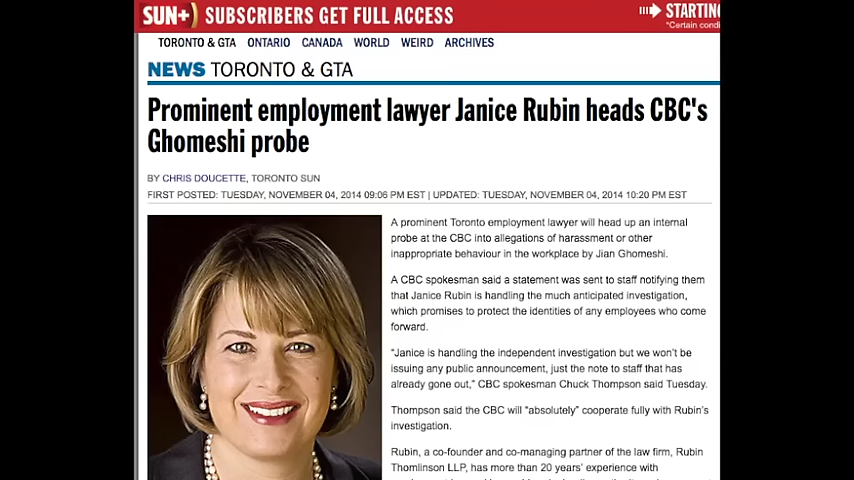 SUN+) SUBSCRIBERS GET FULL ACCESS
STARTING
*Certain condi
TORONTO & GTA ONTARIO CANADA WORLD WEIRD ARCHIVES
NEWS TORONTO & GTA
Prominent employment lawyer Janice Rubin heads CBC's
Ghomeshi probe
BY CHRIS DOUCETTE, TORONTO SUN
FIRST POSTED: TUESDAY, NOVEMBER 04, 2014 09:06 PM EST | UPDATED: TUESDAY, NOVEMBER 04, 2014 10:20 PM EST
A prominent Toronto employment lawyer will head up an internal
probe at the CBC into allegations of harassment or other
inappropriate behaviour in the workplace by Jian Ghomeshi.
A CBC spokesman said a statement was sent to staff notifying them
that Janice Rubin is handling the much anticipated investigation,
which promises to protect the identities of any employees who come
forward.
"Janice is handling the independent investigation but we won't be
issuing any public announcement, just the note to staff that has
already gone out," CBC spokesman Chuck Thompson said Tuesday.
Thompson said the CBC will "absolutely" cooperate fully with Rubin's
investigation.
Rubin, a co-founder and co-managing partner of the law firm, Rubin
Thomlinson LLP, has more than 20 years' experience with